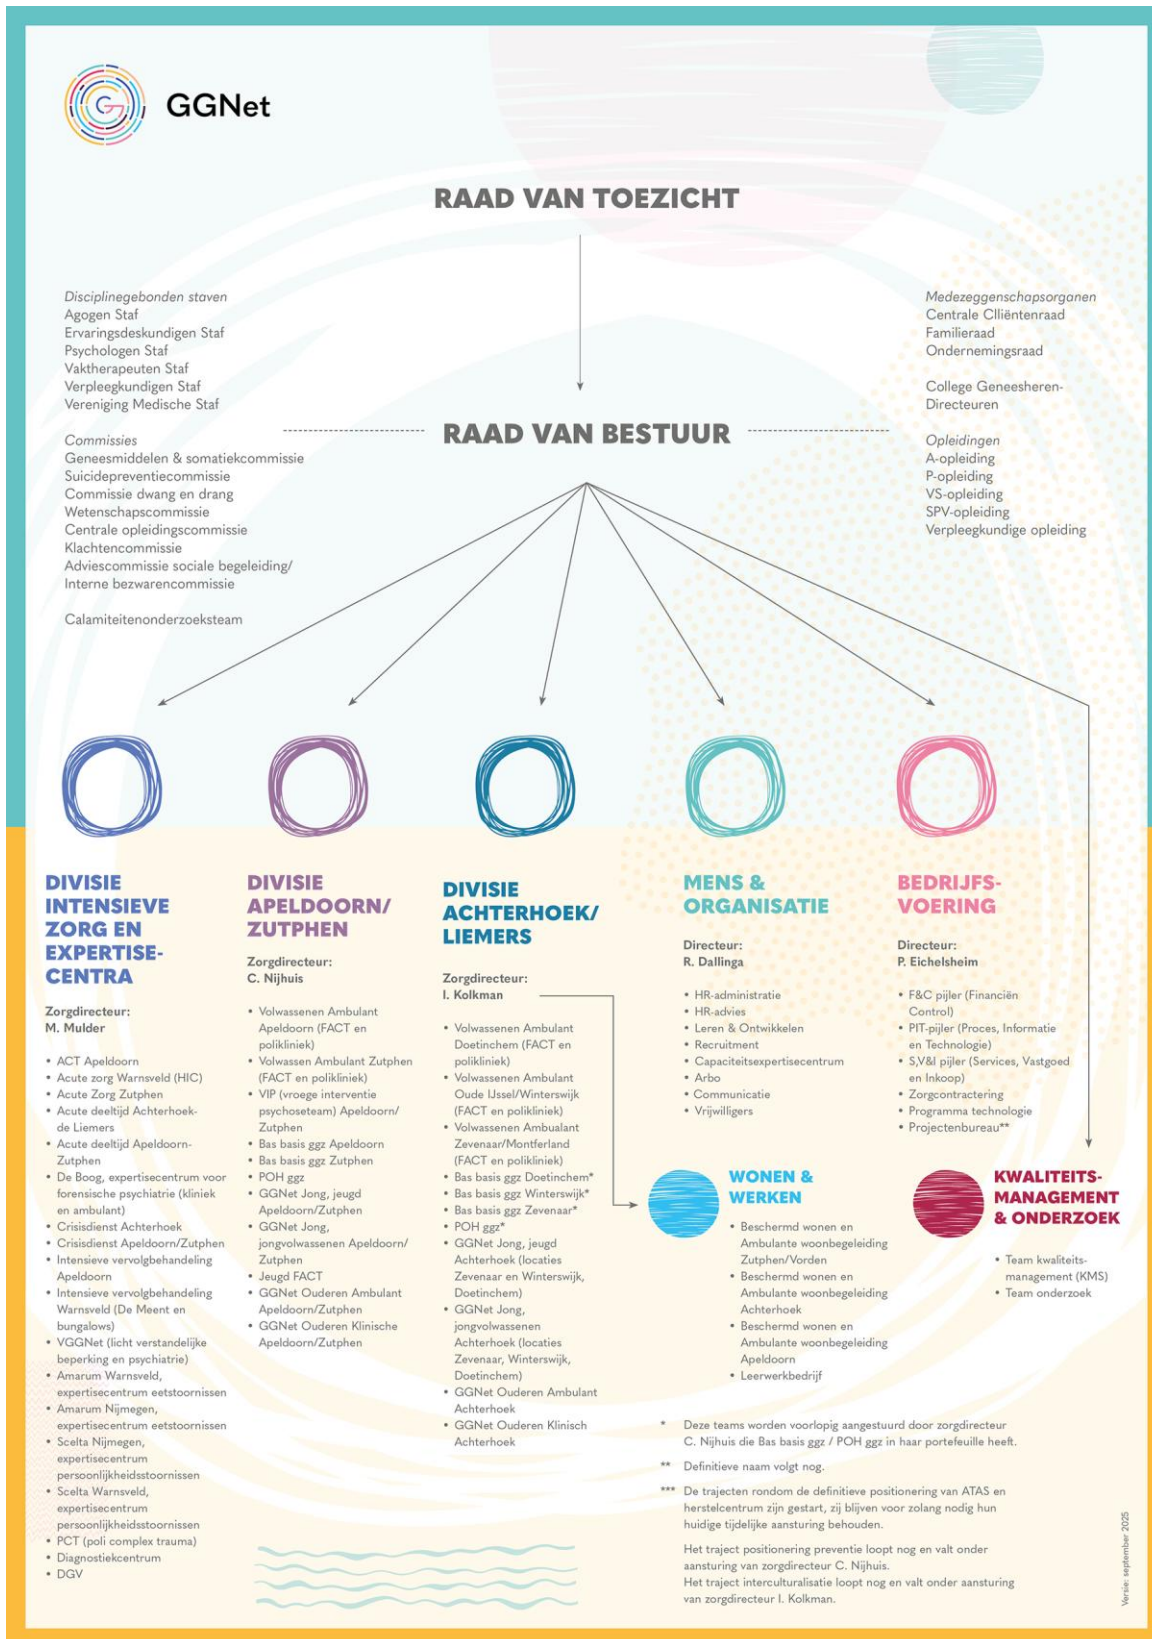 GGNet
RAAD VAN TOEZICHT
Disciplinegebonden staven
Agogen Staf
Ervaringsdeskundigen Staf
Psychologen Staf
Vaktherapeuten Staf
Verpleegkundigen Staf
Vereniging Medische Staf
Commissies
Geneesmiddelen & somatiekcommissie
Suicidepreventiecommissie
Commissie dwang en drang
Wetenschapscommissie
Centrale opleidingscommissie
Klachtencommissie
Adviescommissie sociale begeleiding/
Interne bezwarencommissie
Calamiteitenonderzoeksteam
Medezeggenschapsorganen
Centrale Clliëntenraad
Familieraad
Ondernemingsraad
College Geneesheren-
Directeuren
Opleidingen
A-opleiding
P-opleiding
VS-opleiding
SPV-opleiding
Verpleegkundige opleiding
RAAD VAN BESTUUR
DIVISIE
INTENSIEVE
ZORG EN
EXPERTISE-
CENTRA
Zorgdirecteur:
M. Mulder
• ACT Apeldoorn
• Acute zorg Warnsveld (HIC)
• Acute Zorg Zutphen
• Acute deeltijd Achterhoek-
de Liemers
• Acute deeltijd Apeldoorn-
Zutphen
• De Boog, expertisecentrum voor
forensische psychiatrie (kliniek
en ambulant)
• Crisisdienst Achterhoek
• Crisisdienst Apeldoorn/Zutphen
• Intensieve vervolgbehandeling
Apeldoorn
• Intensieve vervolgbehandeling
Warnsveld (De Meent en
bungalows)
• VGGNet (licht verstandelijke
beperking en psychiatrie)
• Amarum Warnsveld,
expertisecentrum eetstoornissen
• Amarum Nijmegen,
expertisecentrum eetstoornissen
• Scelta Nijmegen,
expertisecentrum
persoonlijkheidsstoornissen
• Scelta Warnsveld,
expertisecentrum
persoonlijkheidsstoornissen
• PCT (poli complex trauma)
• Diagnostiekcentrum
• DGV
DIVISIE
APELDOORN/
ZUTPHEN
Zorgdirecteur:
C. Nijhuis
• Volwassenen Ambulant
Apeldoorn (FACT en
polikliniek)
• Volwassen Ambulant Zutphen
(FACT en polikliniek)
• VIP (vroege interventie
psychoseteam) Apeldoorn/
Zutphen
• Bas basis ggz Apeldoorn
• Bas basis ggz Zutphen
• POH ggz
• GGNet Jong, jeugd
Apeldoorn/Zutphen
• GGNet Jong,
jongvolwassenen Apeldoorn/
Zutphen
• Jeugd FACT
• GGNet Ouderen Ambulant
Apeldoorn/Zutphen
• GGNet Ouderen Klinische
Apeldoorn/Zutphen
DIVISIE
ACHTERHOEK/
LIEMERS
Zorgdirecteur:
I. Kolkman
• Volwassenen Ambulant
Doetinchem (FACT en
polikliniek)
• Volwassenen Ambulant
Oude IJssel/Winterswijk
(FACT en polikliniek)
• Volwassenen Ambualant
Zevenaar/Montferland
(FACT en polikliniek)
• Bas basis ggz Doetinchem*
• Bas basis ggz Winterswijk*
• Bas basis ggz Zevenaar*
• POH ggz*
• GGNet Jong, jeugd
Achterhoek (locaties
Zevenaar en Winterswijk,
Doetinchem)
• GGNet Jong,
jongvolwassenen
Achterhoek (locaties
Zevenaar, Winterswijk,
Doetinchem)
• GGNet Ouderen Ambulant
Achterhoek
• GGNet Ouderen Klinisch
Achterhoek
MENS &
ORGANISATIE
Directeur:
R. Dallinga
• HR-administratie
• HR-advies
• Leren & Ontwikkelen
• Recruitment
• Capaciteitsexpertisecentrum
• Arbo
• Communicatie
• Vrijwilligers
BEDRIJFS-
VOERING
Directeur:
P. Eichelsheim
• F&C pijler (Financiën
Control)
• PIT-pijler (Proces, Informatie
en Technologie)
• S,V&I pijler (Services, Vastgoed
en Inkoop)
• Zorgcontractering
• Programma technologie
• Projectenbureau**
WONEN &
WERKEN
• Beschermd wonen en
Ambulante woonbegeleiding
Zutphen/Vorden
• Beschermd wonen en
Ambulante woonbegeleiding
Achterhoek
• Beschermd wonen en
Ambulante woonbegeleiding
Apeldoorn
• Leerwerkbedrijf
KWALITEITS-
MANAGEMENT
& ONDERZOEK
• Team kwaliteits-
management (KMS)
• Team onderzoek
* Deze teams worden voorlopig aangestuurd door zorgdirecteur
C. Nijhuis die Bas basis ggz / POH ggz in haar portefeuille heeft.
** Definitieve naam volgt nog.
*** De trajecten rondom de definitieve positionering van ATAS en
herstelcentrum zijn gestart, zij blijven voor zolang nodig hun
huidige tijdelijke aansturing behouden.
Het traject positionering preventie loopt nog en valt onder
aansturing van zorgdirecteur C. Nijhuis.
Het traject interculturalisatie loopt nog en valt onder aansturing
van zorgdirecteur I. Kolkman.
Versie: september 2025